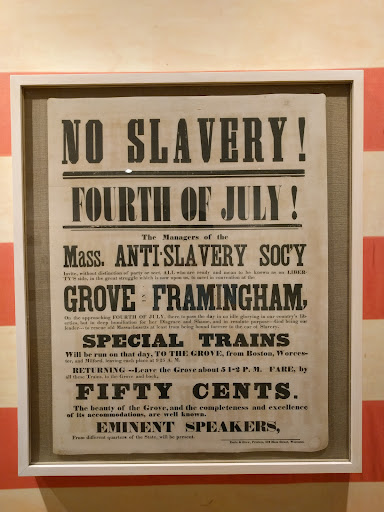 NO SLAVERY!
FOURTH OF JULY!
The Managers of the
Mass. ANTI-SLAVERY SOC'Y
Invite, without distinction of party or sect, ALL who are ready and mean to be known as on LIBER-
TY'S side, in the great struggle which is now upon us, to meet in convention at the
GROVE FRAMINGHAM,
On the approaching FOURTH OF JULY, there to pass the day in no idle glorying in our country's lib-
erties, but in deep humiliation for her Disgrace and Shame, and in resolute purpose--God being our
leader--to rescue old Massachusetts at least from being bound forever to the car of Slavery.
SPECIAL TRAINS
Will be run on that day, TO THE GROVE, from Boston, Worces-
ter, and Milford, leaving each place at 9 25 A. M.
RETURNING--Leave the Grove about 5 1-2 P. M. FARE, by
all these Trains, to the Grove and back,
FIFTY CENTS.
The beauty of the Grove, and the completeness and excellence
of its accommodations, are well known.
EMINENT SPEAKERS,
From different quarters of the State, will be present.